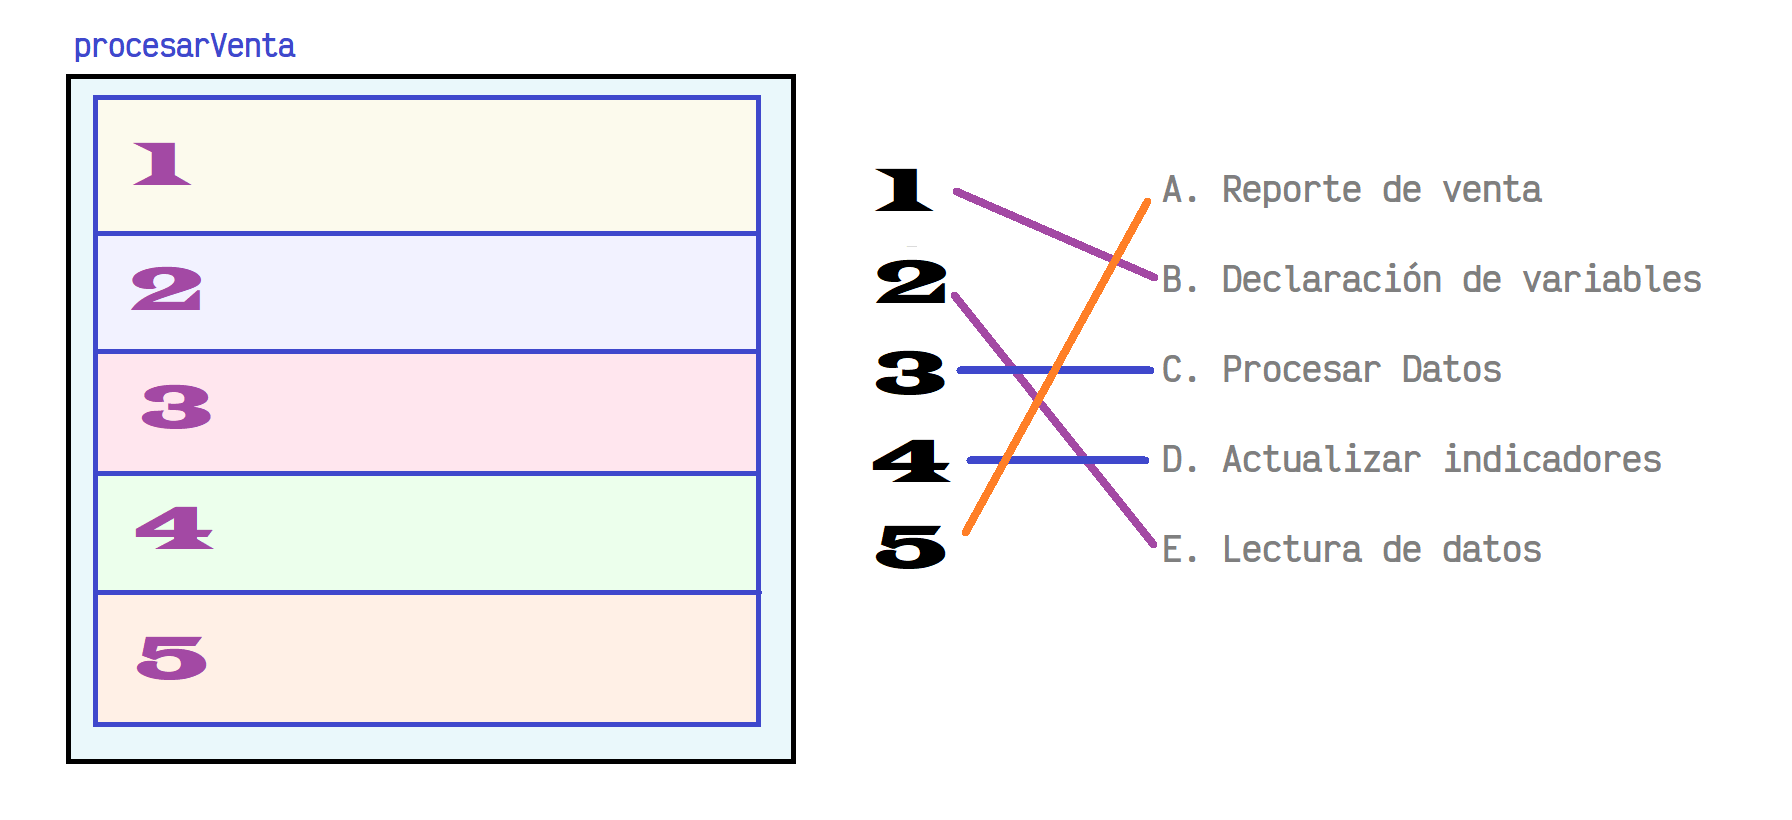 procesarVenta
1
2
3
4
5
1 A. Reporte de venta
2 B. Declaración de variables
3 C. Procesar Datos
4 D. Actualizar indicadores
5 E. Lectura de datos